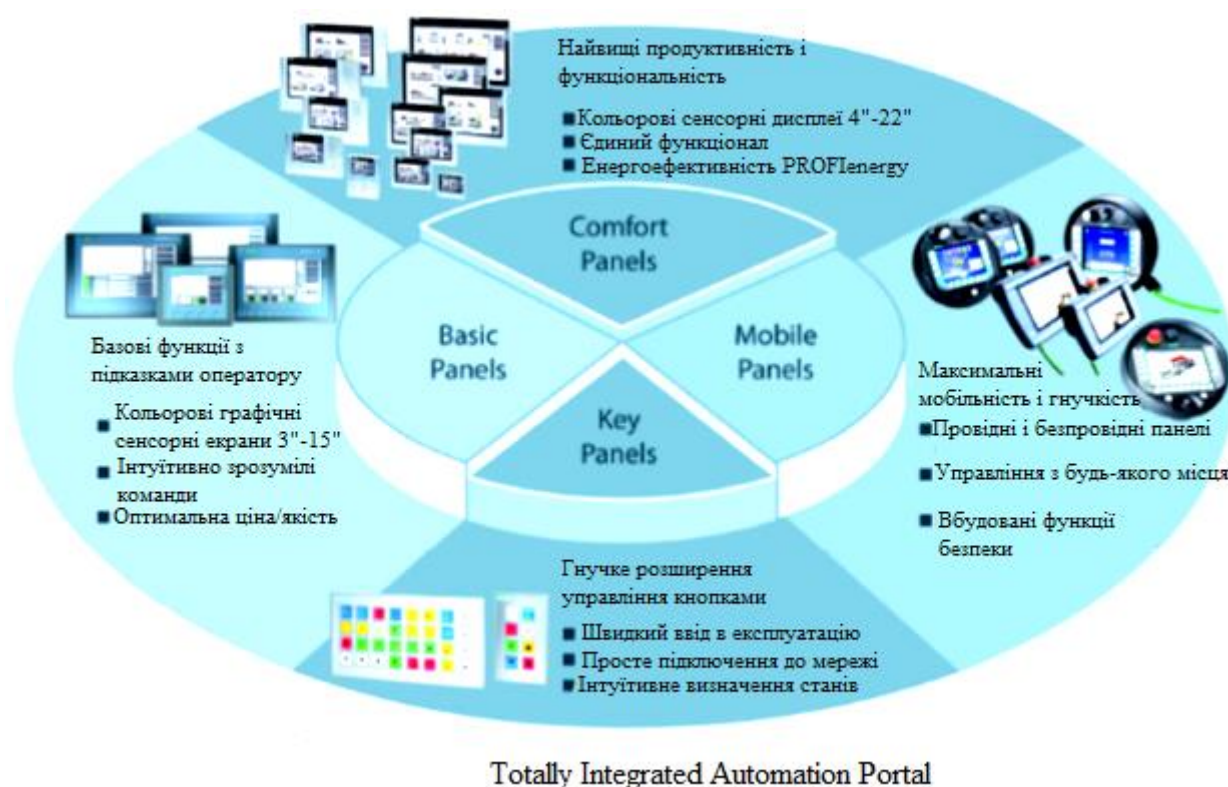 Найвищі продуктивність і
функціональність
Кольорові сенсорні дисплеї 4"-22"
Єдиний функціонал
Енергоефективність PROFIenergy
Comfort
Panels
Basic
Panels
Mobile
Panels
Key
Panels
Базові функції з
підказками оператору
Кольорові графічні
сенсорні екрани 3"-15"
Інтуїтивно зрозумілі
команди
Оптимальна ціна/якість
Максимальні
мобільність і гнучкість
Провідні і безпровідні панелі
Управління з будь-якого місця
Вбудовані функції
безпеки
Гнучке розширення
управління кнопками
Швидкий ввід в експлуатацію
Просте підключення до мережі
Інтуїтивне визначення станів
Totally Integrated Automation Portal